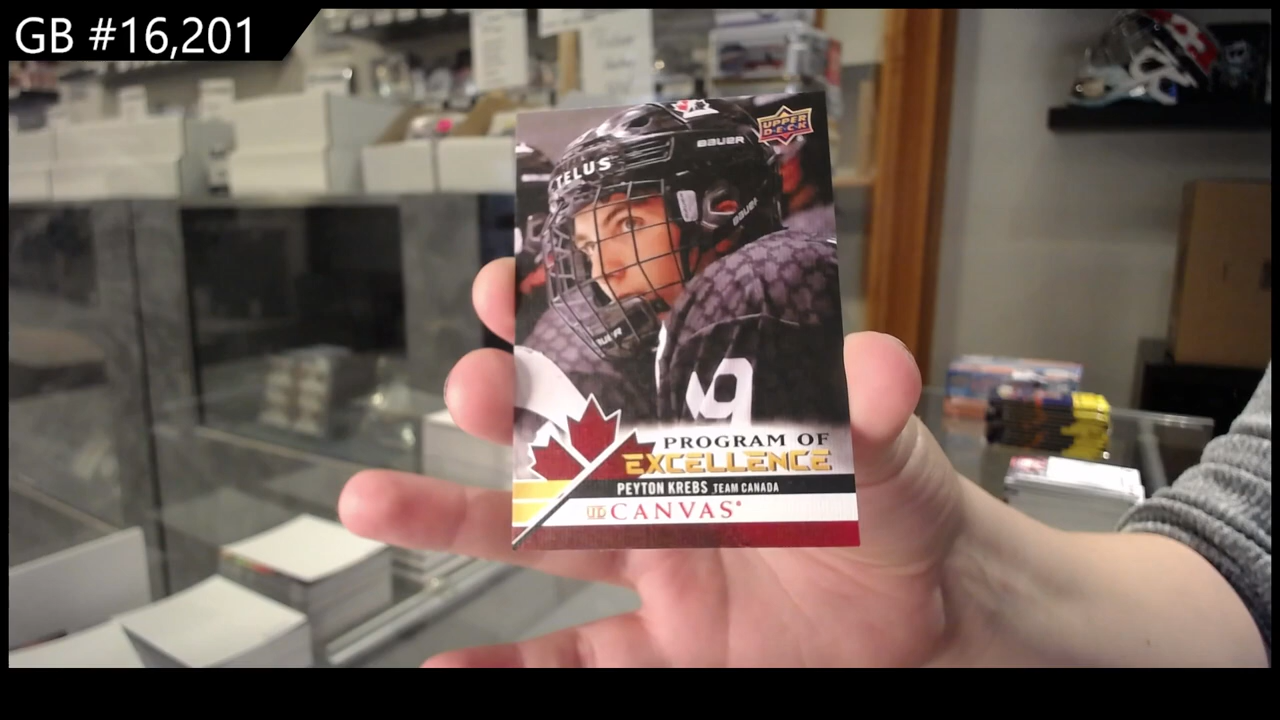 GB #16,201
UPPER
DECK
BAUER
TELUS
BAUER
9
PROGRAM OF
EXCELLENCE
PEYTON KREBS TEAM CANADA
UD CANVAS